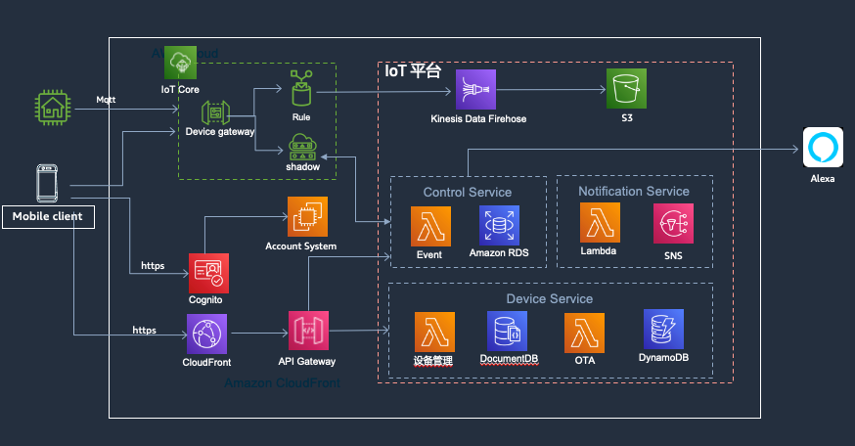 AWS Cloud
IoT Core
IoT 平台
Mqtt
Device gateway
Rule
shadow
Kinesis Data Firehose
S3
Alexa
Mobile client
Control Service
Event
Amazon RDS
Notification Service
Lambda
SNS
Account System
https
Cognito
https
CloudFront
API Gateway
Amazon CloudFront
Device Service
设备管理
DocumentDB
OTA
DynamoDB